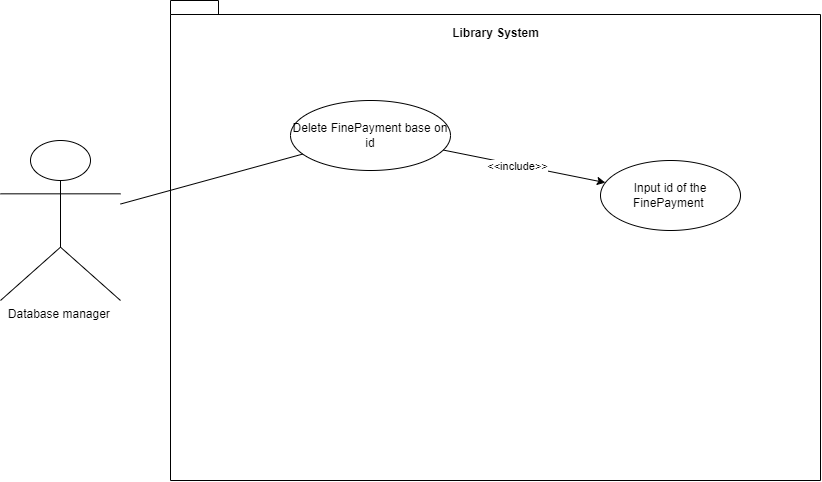 Library System
Delete FinePayment base on
id
<<include>>
Input id of the
FinePayment
Database manager